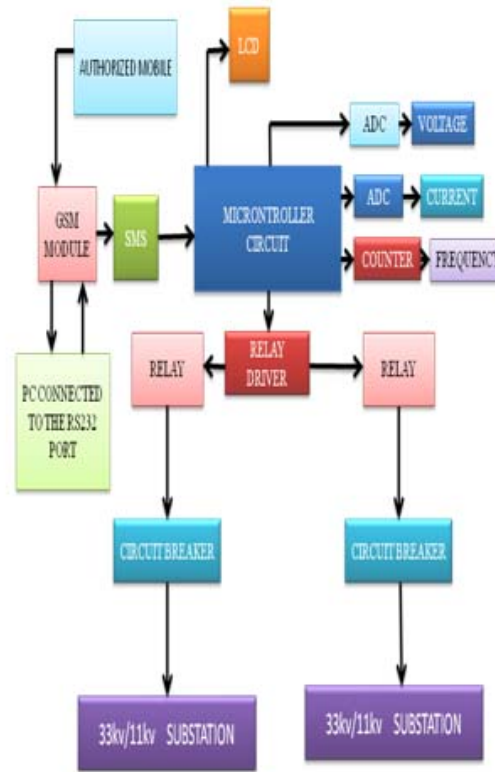 LCD
AUTHORIZED MOBILE
ADC
VOLTAGE
GSM
MODULE
SMS
MICRONTROLLER
CIRCUIT
ADC
CURRENT
COUNTER
FREQUENCY
RELAY
RELAY
DRIVER
RELAY
PC CONNECTED
TO THE RS232
PORT
CIRCUIT BREAKER
CIRCUIT BREAKER
33kv/11kv SUBSTATION
33kv/11kv SUBSTATION